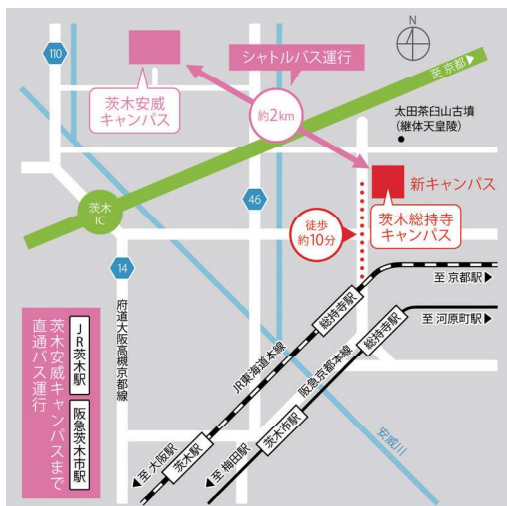 110
シャトルバス運行
N
至 京都▶
茨木安威
キャンパス
約2km
太田茶臼山古墳
(継体天皇陵)
新キャンパス
茨木
IC
46
徒歩
約10分
茨木総持寺
キャンパス
14
至 京都駅▶
府道大阪高槻京都線
総持寺駅
総持寺駅
至 河原町駅▶
JR東海道本線
阪急京都本線
JR茨木駅
阪急茨木市駅
茨木安威キャンパスまで
直通バス運行
茨木駅
茨木市駅
安威川
◀至 大阪駅
◀至 梅田駅